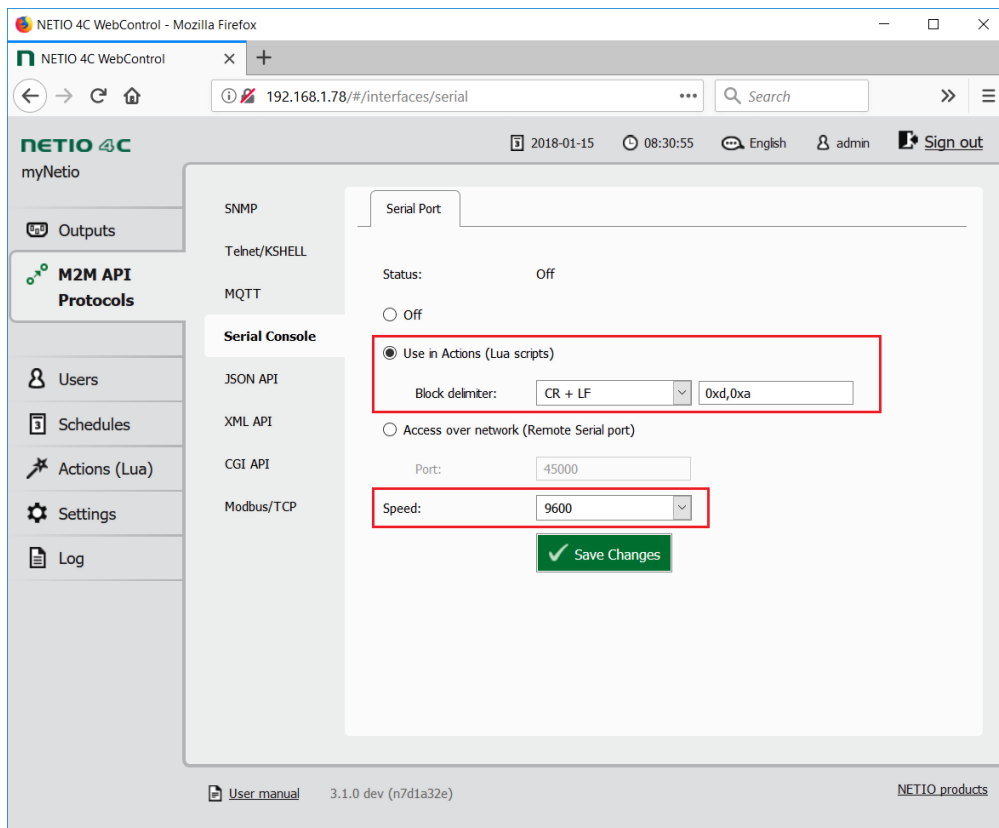 NETIO 4C WebControl - Mozilla Firefox
NETIO 4C WebControl
192.168.1.78/#/interfaces/serial
Search
NETIO 4C
2018-01-15
08:30:55
English
admin
Sign out
myNetio
Outputs
M2M API
Protocols
Users
Schedules
Actions (Lua)
Settings
Log
SNMP
Telnet/KSHELL
MQTT
Serial Console
JSON API
XML API
CGI API
Modbus/TCP
Serial Port
Status: Off
Off
Use in Actions (Lua scripts)
Block delimiter: CR + LF 0xd,0xa
Access over network (Remote Serial port)
Port: 45000
Speed: 9600
Save Changes
User manual 3.1.0 dev (n7d1a32e)
NETIO products